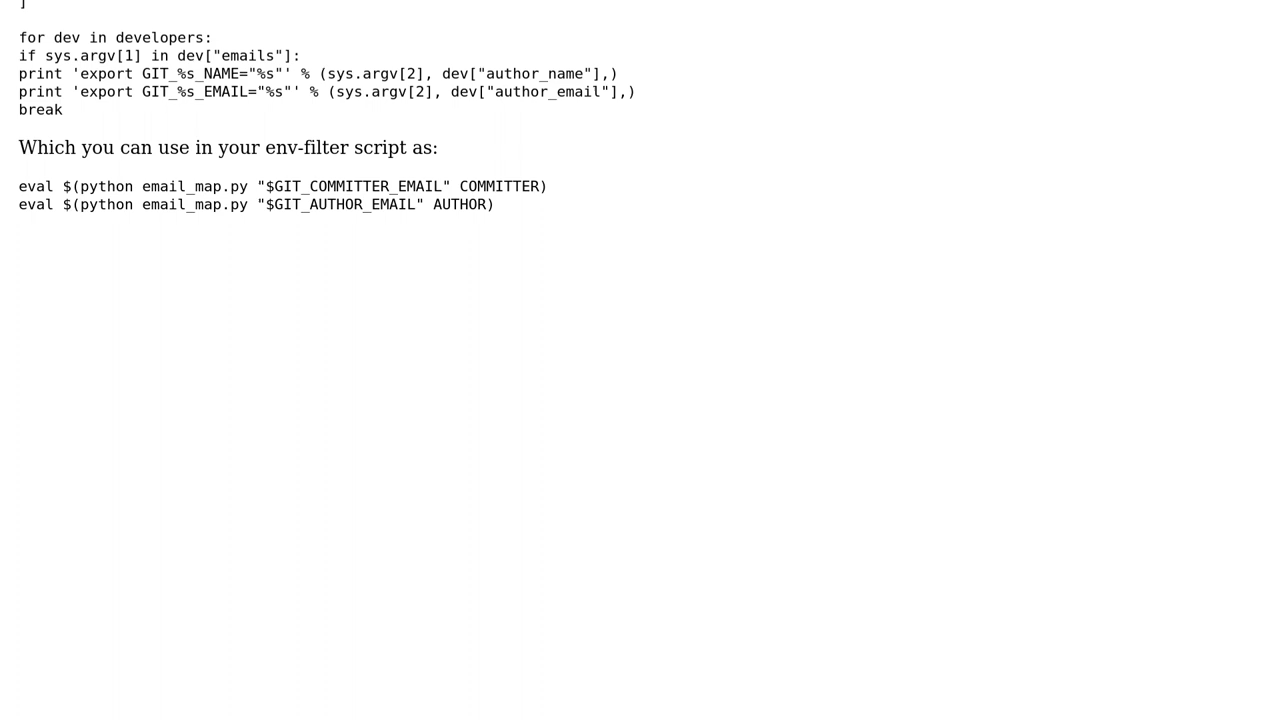 ]
for dev in developers:
if sys.argv[1] in dev["emails"]:
print 'export GIT_%s_NAME="%s"' % (sys.argv[2], dev["author_name"],)
print 'export GIT_%s_EMAIL="%s"' % (sys.argv[2], dev["author_email"],)
break
Which you can use in your env-filter script as:
eval $(python email_map.py "$GIT_COMMITTER_EMAIL" COMMITTER)
eval $(python email_map.py "$GIT_AUTHOR_EMAIL" AUTHOR)